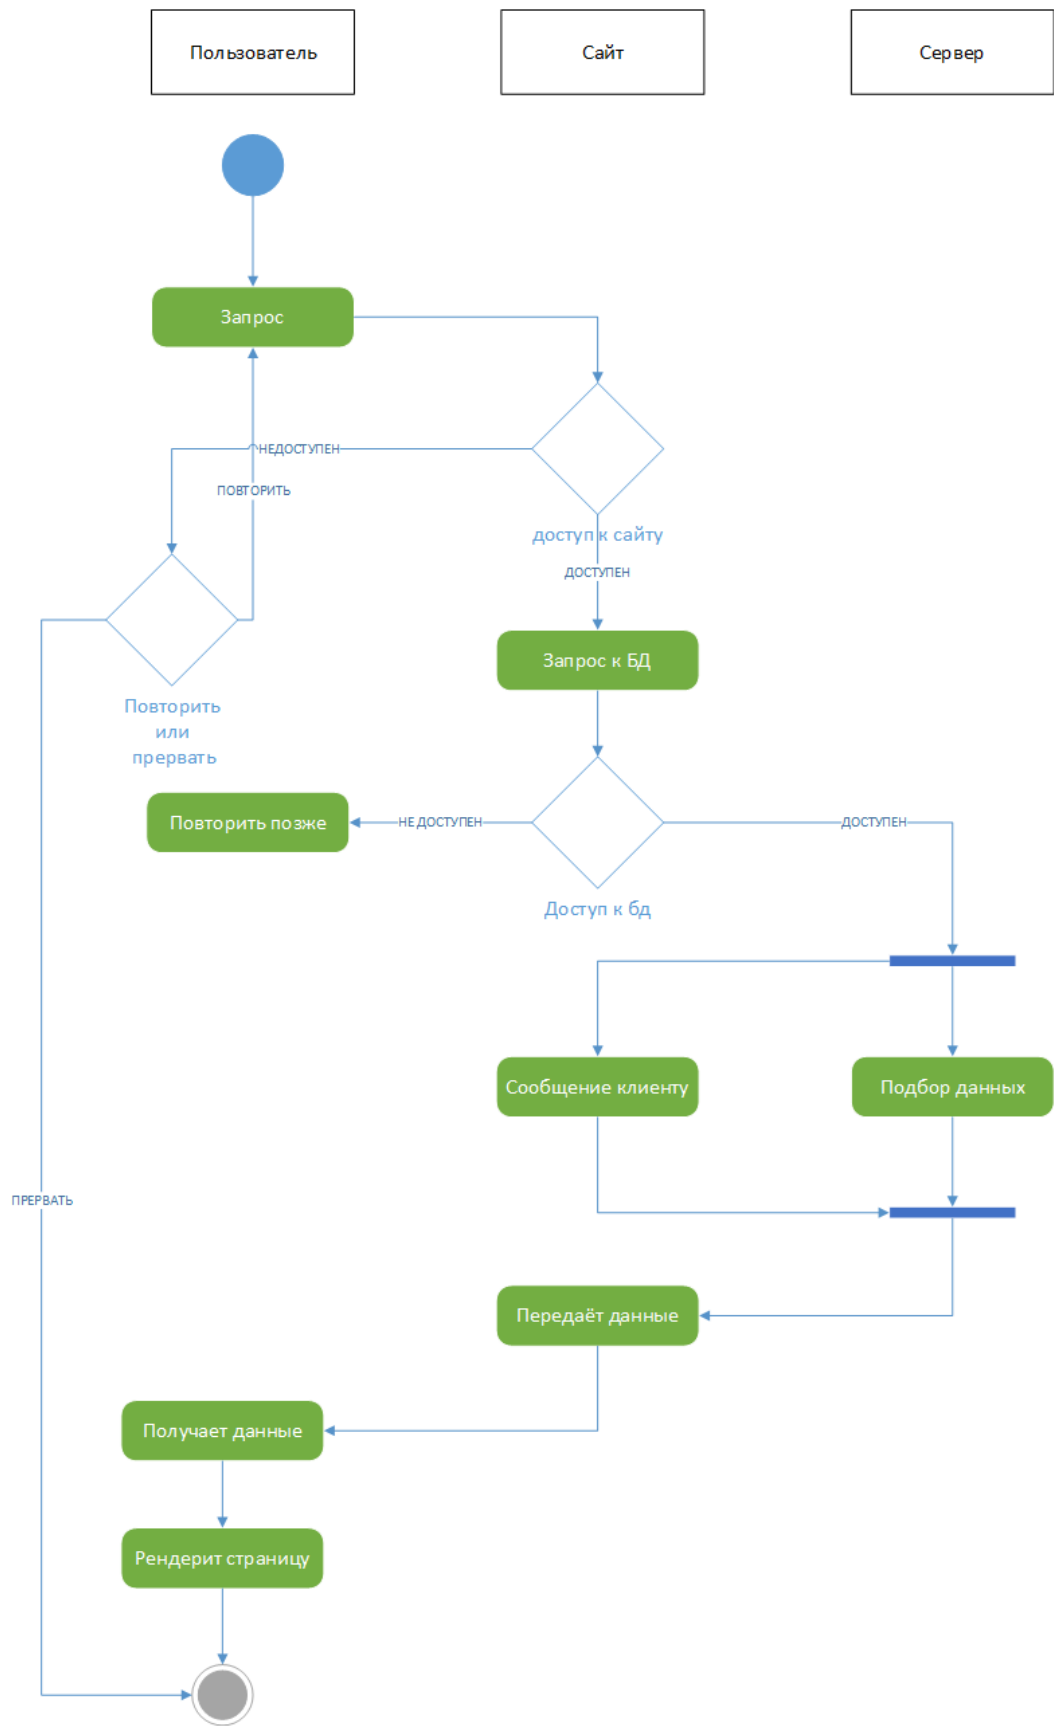 Пользователь
Сайт
Сервер
Запрос
НЕДОСТУПЕН
ПОВТОРИТЬ
доступ к сайту
ДОСТУПЕН
Запрос к БД
Повторить
или
прервать
Повторить позже
НЕ ДОСТУПЕН
ДОСТУПЕН
Доступ к бд
Сообщение клиенту
Подбор данных
ПРЕРВАТЬ
Передаёт данные
Получает данные
Рендерит страницу